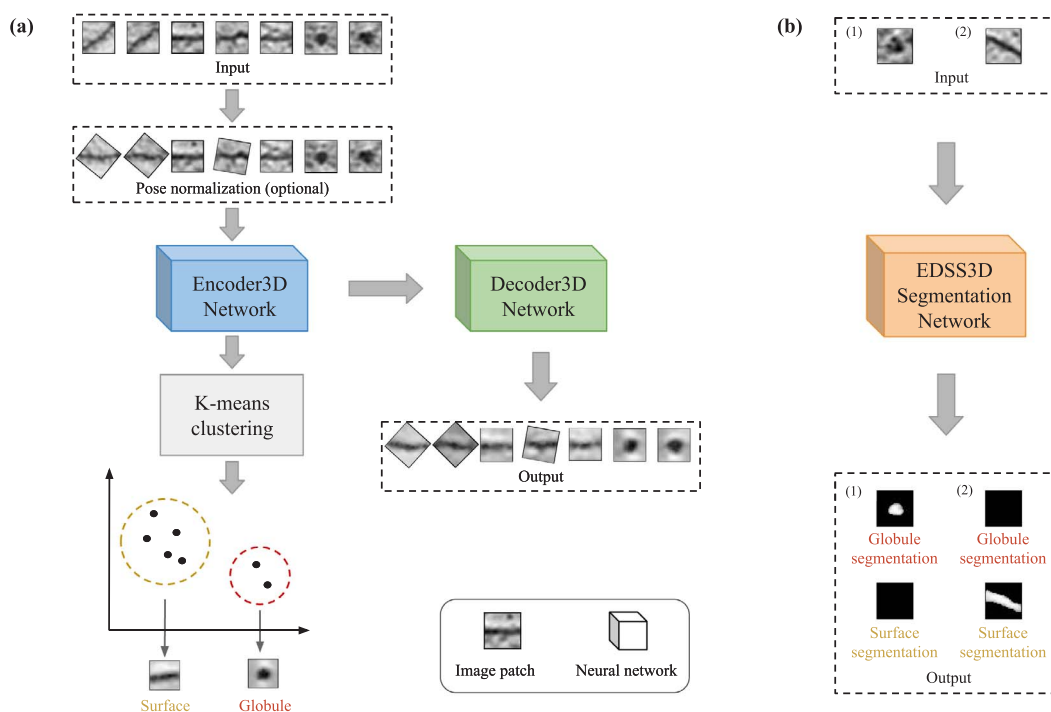 (a)
Input
Pose normalization (optional)
Encoder3D
Network
Decoder3D
Network
K-means
clustering
Output
Surface
Globule
Image patch
Neural network
(b)
(1)
(2)
Input
EDSS3D
Segmentation
Network
(1)
(2)
Globule
segmentation
Globule
segmentation
Surface
segmentation
Surface
segmentation
Output